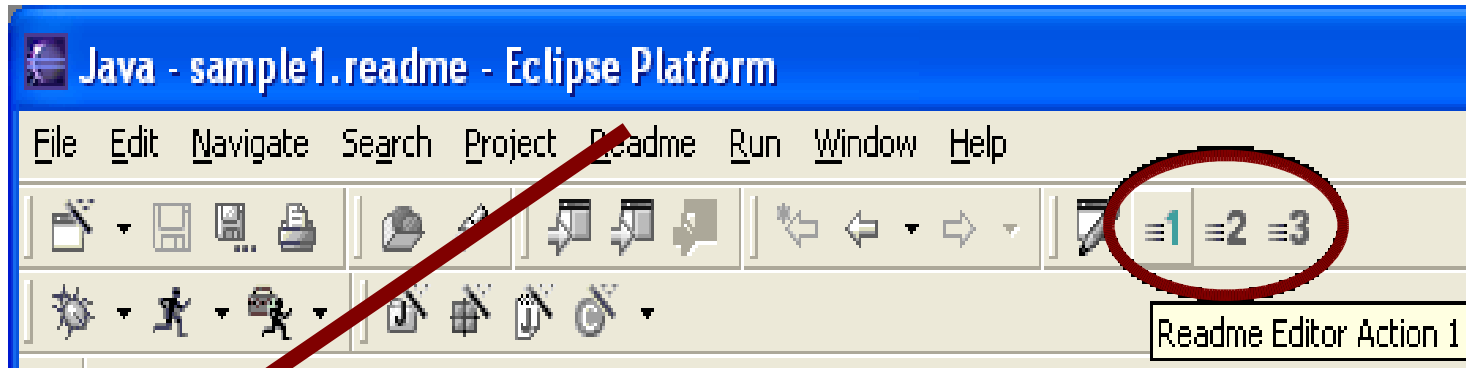 Java - sample1.readme - Eclipse Platform
File Edit Navigate Search Project Readme Run Window Help
≡1 ≡2 ≡3
Readme Editor Action 1